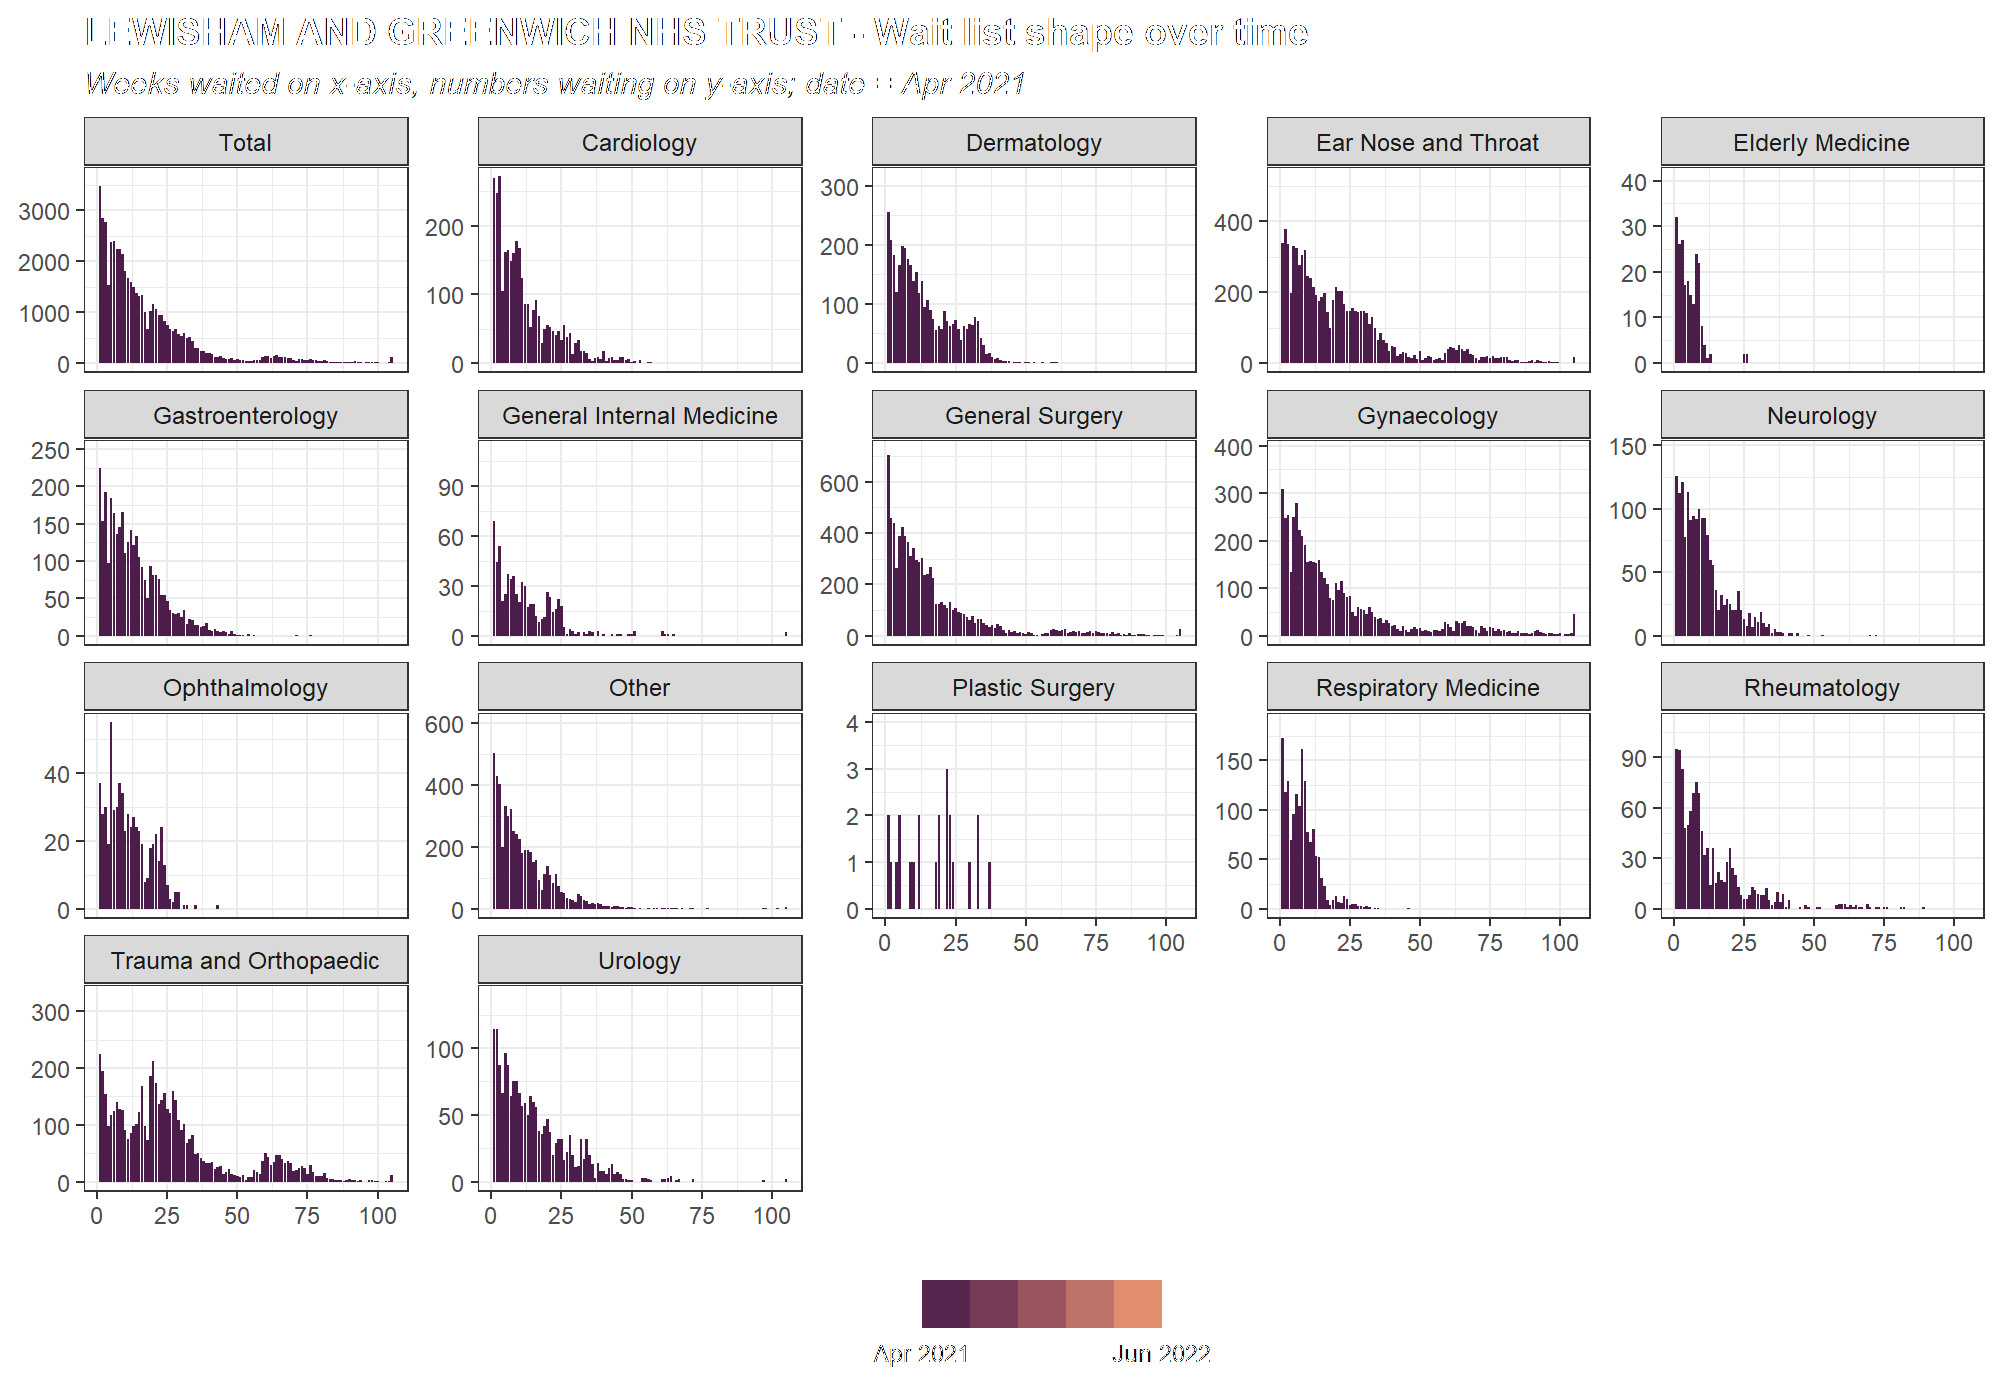 LEWISHAM AND GREENWICH NHS TRUST - Wait list shape over time
Weeks waited on x-axis, numbers waiting on y-axis; date = Apr 2021
Total
Cardiology
Dermatology
Ear Nose and Throat
Elderly Medicine
3000
2000
1000
0
200
100
0
300
200
100
0
400
200
0
40
30
20
10
0
Gastroenterology
General Internal Medicine
General Surgery
Gynaecology
Neurology
250
200
150
100
50
0
90
60
30
0
600
400
200
0
400
300
200
100
0
150
100
50
0
Ophthalmology
Other
Plastic Surgery
Respiratory Medicine
Rheumatology
40
20
0
600
400
200
0
4
3
2
1
0
150
100
50
0
90
60
30
0
0 25 50 75 100
0 25 50 75 100
0 25 50 75 100
Trauma and Orthopaedic
Urology
300
200
100
0
100
50
0
0 25 50 75 100
0 25 50 75 100
Apr 2021
Jun 2022